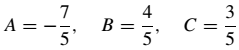 A = −7/5, B = 4/5, C = 3/5